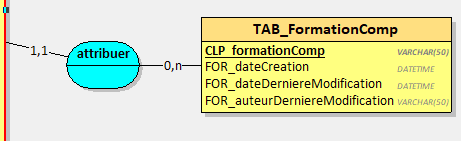 TAB_FormationComp
attribuer
1,1
0,n
CLP_formationComp VARCHAR(50)
FOR_dateCreation DATETIME
FOR_dateDerniereModification DATETIME
FOR_auteurDerniereModification VARCHAR(50)